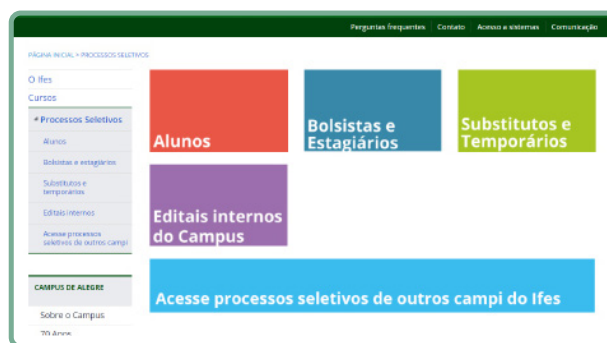 Perguntas frequentes Contato Acesso a sistemas Comunicação
PÁGINA INICIAL > PROCESSOS SELETIVOS
O Ifes
Cursos
Processos Seletivos
Alunos
Bolsistas e estagiários
Substitutos e
temporários
Editais internos
Acesse processos
seletivos de outros campi
CAMPUS DE ALEGRE
Sobre o Campus
70 Anos
Alunos
Bolsistas e
Estagiários
Substitutos e
Temporários
Editais internos
do Campus
Acesse processos seletivos de outros campi do Ifes